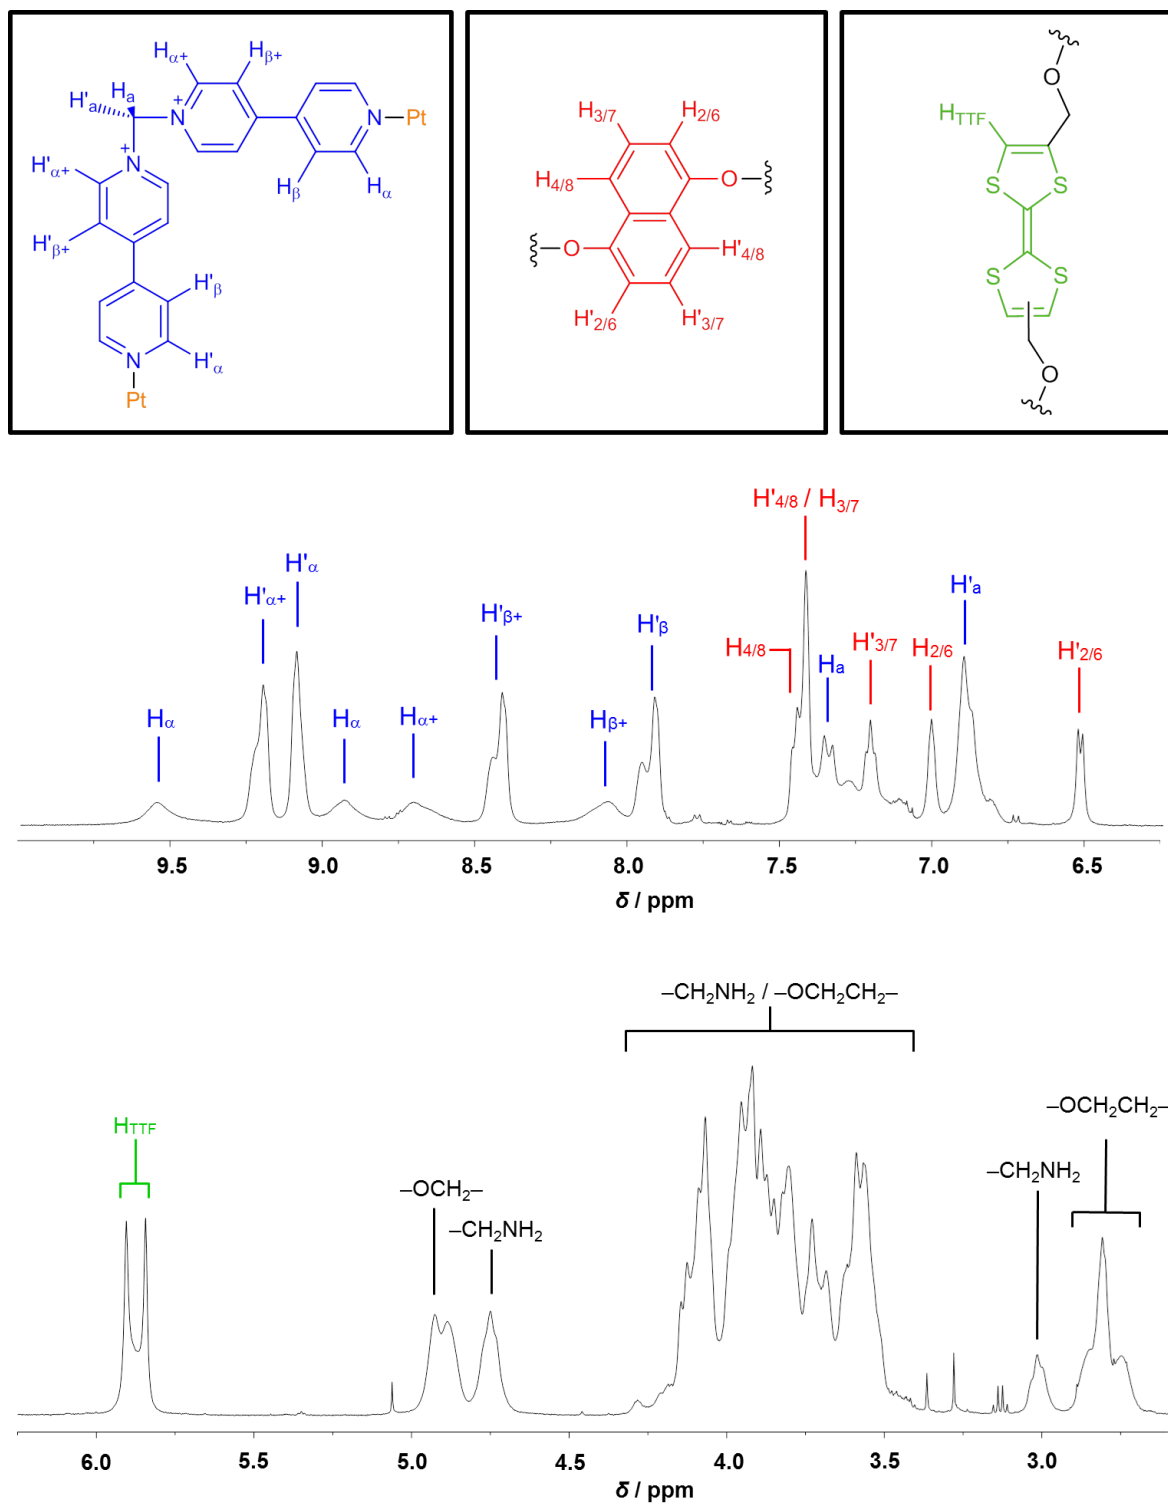 Hα+
Hβ+
Ha
H'a
+
N
N
Pt
+
N
H'α+
Hβ
Hα
H'β+
H'β
N
H'α
Pt
H3/7
H2/6
H4/8
O
O
H'4/8
H'2/6
H'3/7
O
HTTF
S
S
S
S
O
H'4/8 / H3/7
H'α
H'α+
H'a
H'β+
H'β
H4/8
H'3/7
H2/6
H'2/6
Ha
Hα
Hα
Hα+
Hβ+
9.5 9.0 8.5 8.0 7.5 7.0 6.5
δ / ppm
–CH2NH2 / –OCH2CH2–
–OCH2CH2–
HTTF
–CH2NH2
–OCH2–
–CH2NH2
6.0 5.5 5.0 4.5 4.0 3.5 3.0
δ / ppm